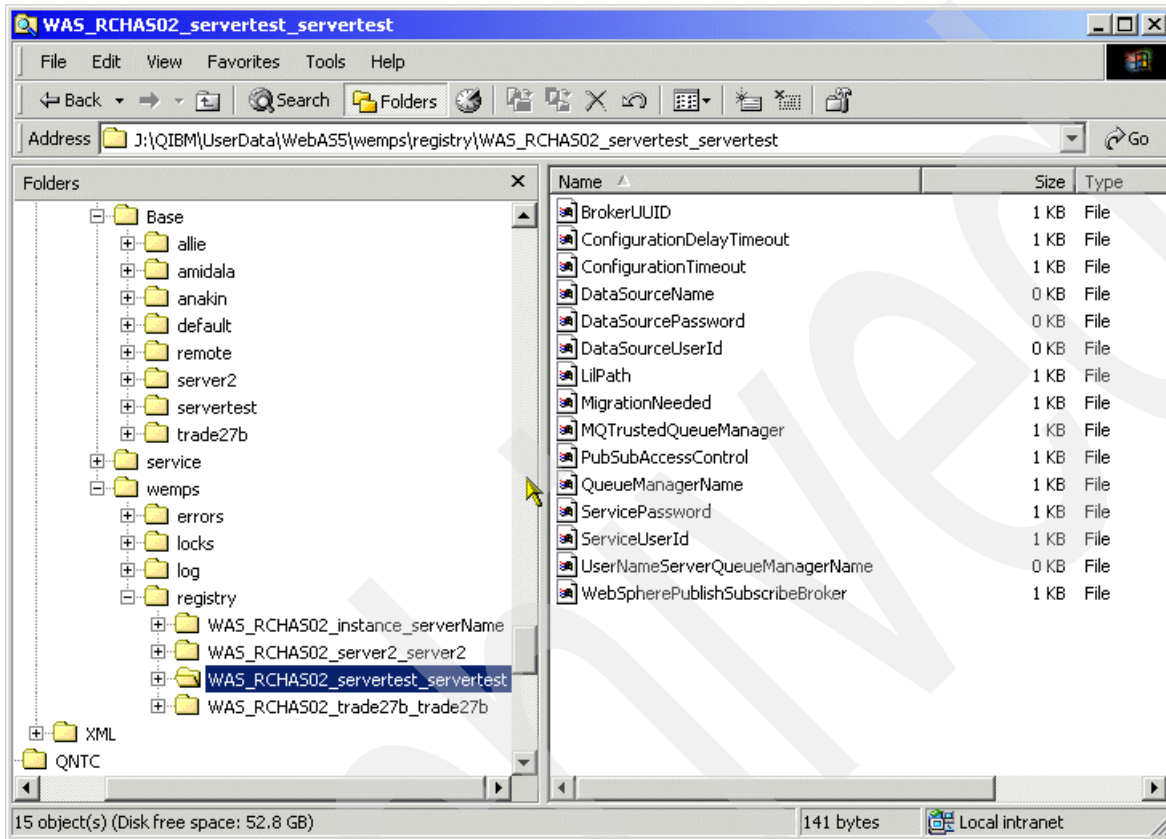 WAS_RCHAS02_servertest_servertest
File Edit View Favorites Tools Help
Back Search Folders
Address J:\QIBM\UserData\WebAS5\wemps\registry\WAS_RCHAS02_servertest_servertest Go
Folders
Base
allie
amidala
anakin
default
remote
server2
servertest
trade27b
service
wemps
errors
locks
log
registry
WAS_RCHAS02_instance_serverName
WAS_RCHAS02_server2_server2
WAS_RCHAS02_servertest_servertest
WAS_RCHAS02_trade27b_trade27b
XML
QNTC
Name Size Type
BrokerUUID 1 KB File
ConfigurationDelayTimeout 1 KB File
ConfigurationTimeout 1 KB File
DataSourceName 0 KB File
DataSourcePassword 0 KB File
DataSourceUserId 0 KB File
LilPath 1 KB File
MigrationNeeded 1 KB File
MQTrustedQueueManager 1 KB File
PubSubAccessControl 1 KB File
QueueManagerName 1 KB File
ServicePassword 1 KB File
ServiceUserId 1 KB File
UserNameServerQueueManagerName 0 KB File
WebSpherePublishSubscribeBroker 1 KB File
15 object(s) (Disk free space: 52.8 GB) 141 bytes Local intranet